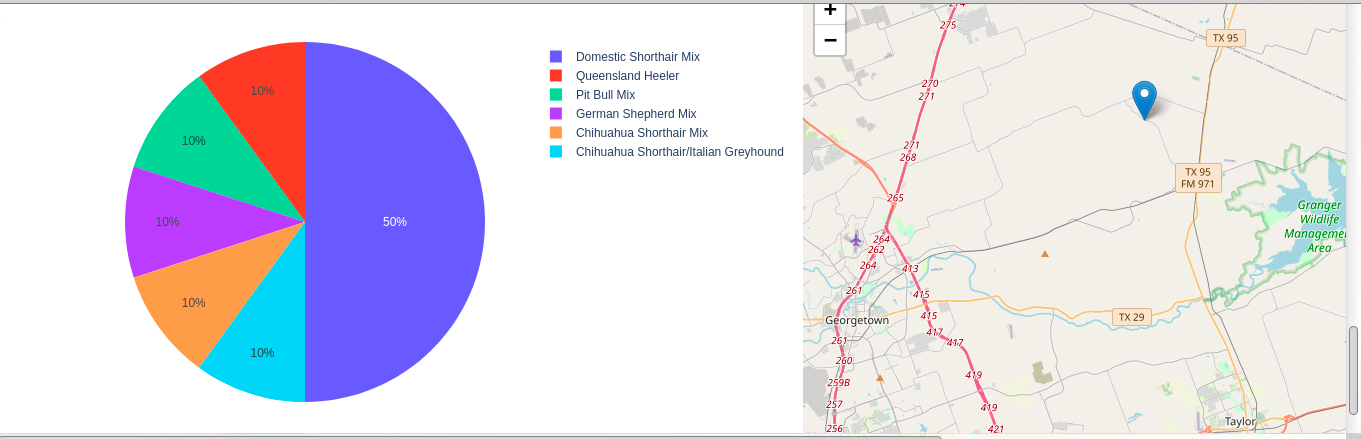 10%
10%
10%
10%
10%
50%
Domestic Shorthair Mix
Queensland Heeler
Pit Bull Mix
German Shepherd Mix
Chihuahua Shorthair Mix
Chihuahua Shorthair/Italian Greyhound
+
−
275
TX 95
270
271
271
268
TX 95
FM 971
265
Granger
Wildlife
Manageme
Area
264
262
264
413
261
415
415
TX 29
Georgetown
417
417
261
260
419
259B
257
419
256
421
Taylor